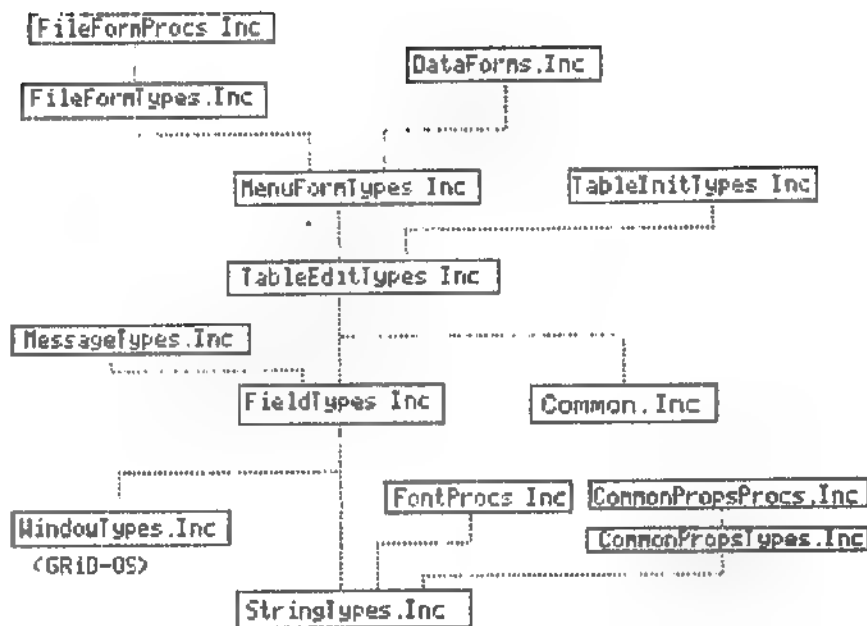 FileFormProcs Inc
DataForms.Inc
FileFormTypes.Inc
MenuFormTypes Inc
TableInitTypes Inc
TableEditTypes Inc
MessageTypes.Inc
FieldTypes Inc
Common.Inc
FontProcs Inc
CommonPropsProcs.Inc
WindowTypes.Inc
CommonPropsTypes.Inc
(GRiD-OS)
StringTypes.Inc